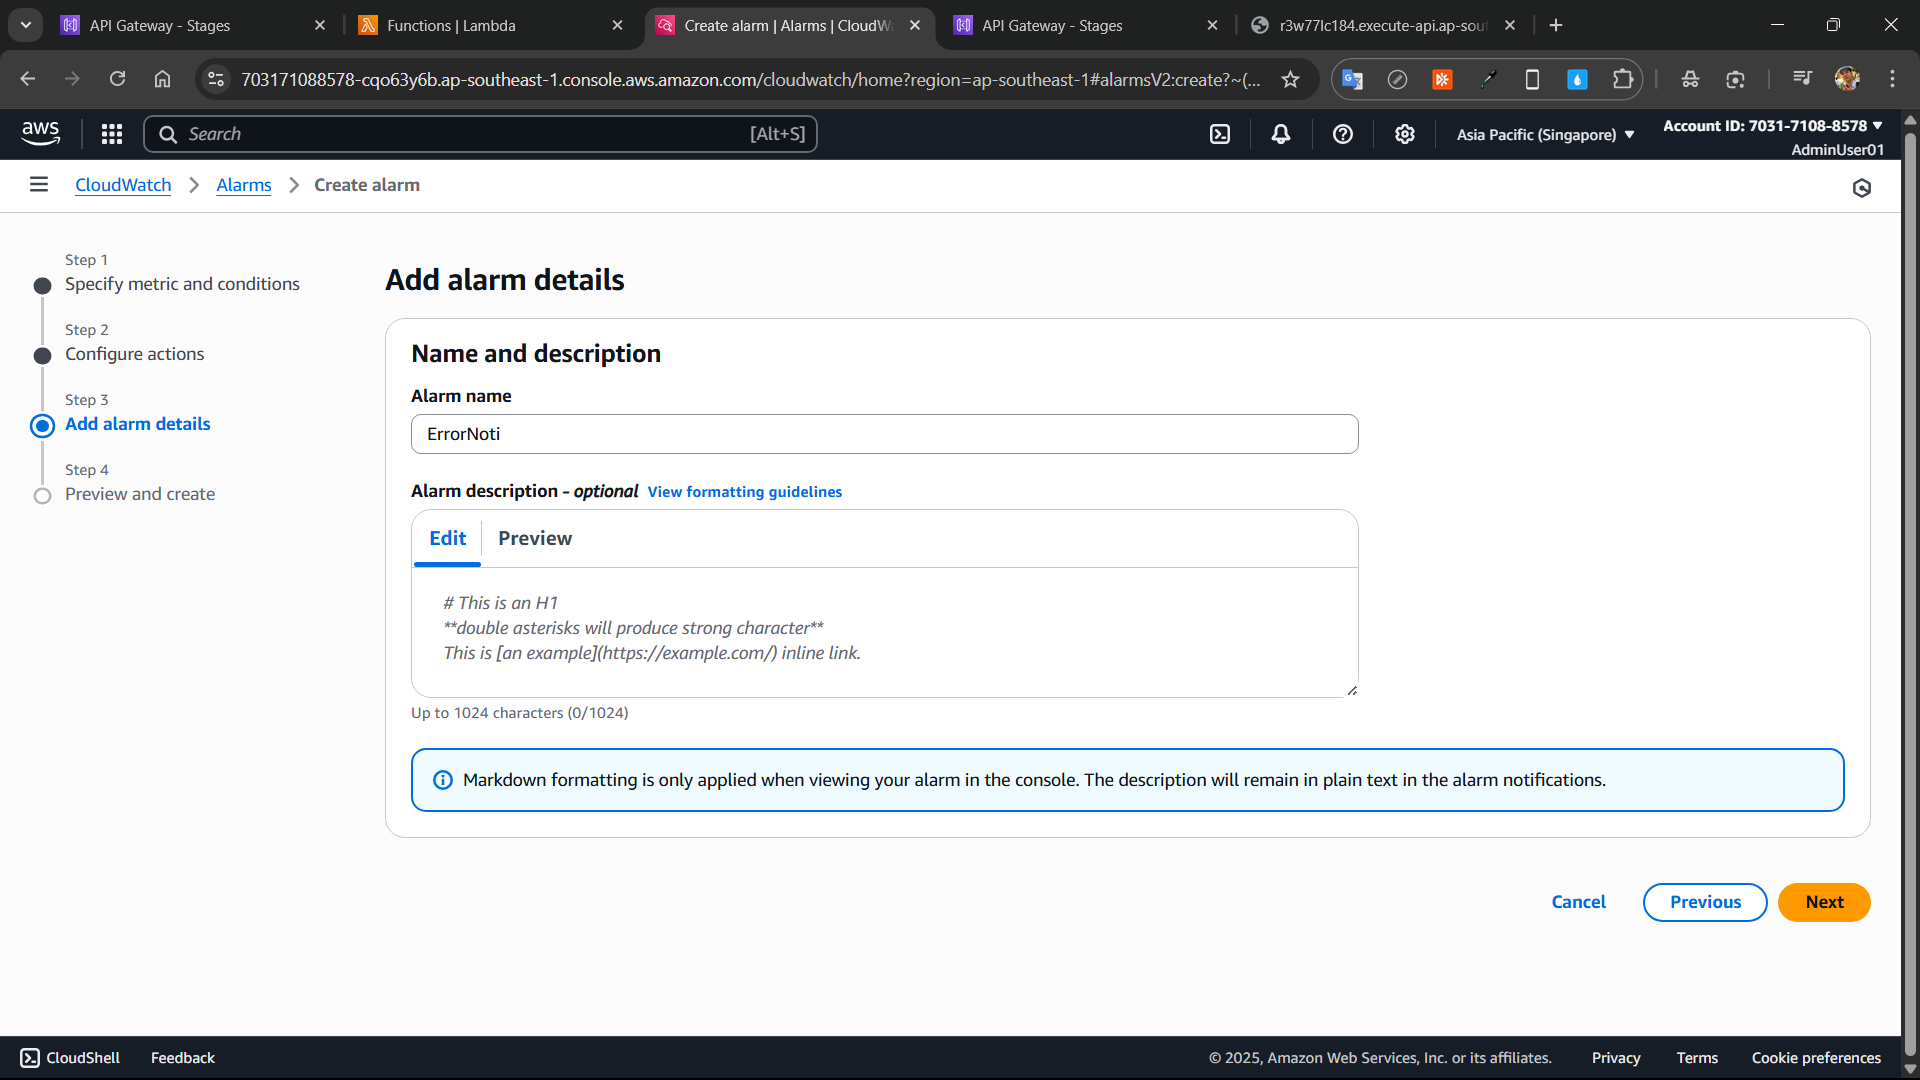 API Gateway - Stages
Functions | Lambda
Create alarm | Alarms | CloudW
API Gateway - Stages
r3w77lc184.execute-api.ap-sou
703171088578-cqo63y6b.ap-southeast-1.console.aws.amazon.com/cloudwatch/home?region=ap-southeast-1#alarmsV2:create?~(...
aws
Search
[Alt+S]
Asia Pacific (Singapore)
Account ID: 7031-7108-8578
AdminUser01
CloudWatch
Alarms
Create alarm
Step 1
Specify metric and conditions
Step 2
Configure actions
Step 3
Add alarm details
Step 4
Preview and create
Add alarm details
Name and description
Alarm name
ErrorNoti
Alarm description - optional View formatting guidelines
Edit
Preview
# This is an H1
**double asterisks will produce strong character**
This is [an example](https://example.com/) inline link.
Up to 1024 characters (0/1024)
Markdown formatting is only applied when viewing your alarm in the console. The description will remain in plain text in the alarm notifications.
Cancel
Previous
Next
CloudShell
Feedback
© 2025, Amazon Web Services, Inc. or its affiliates.
Privacy
Terms
Cookie preferences